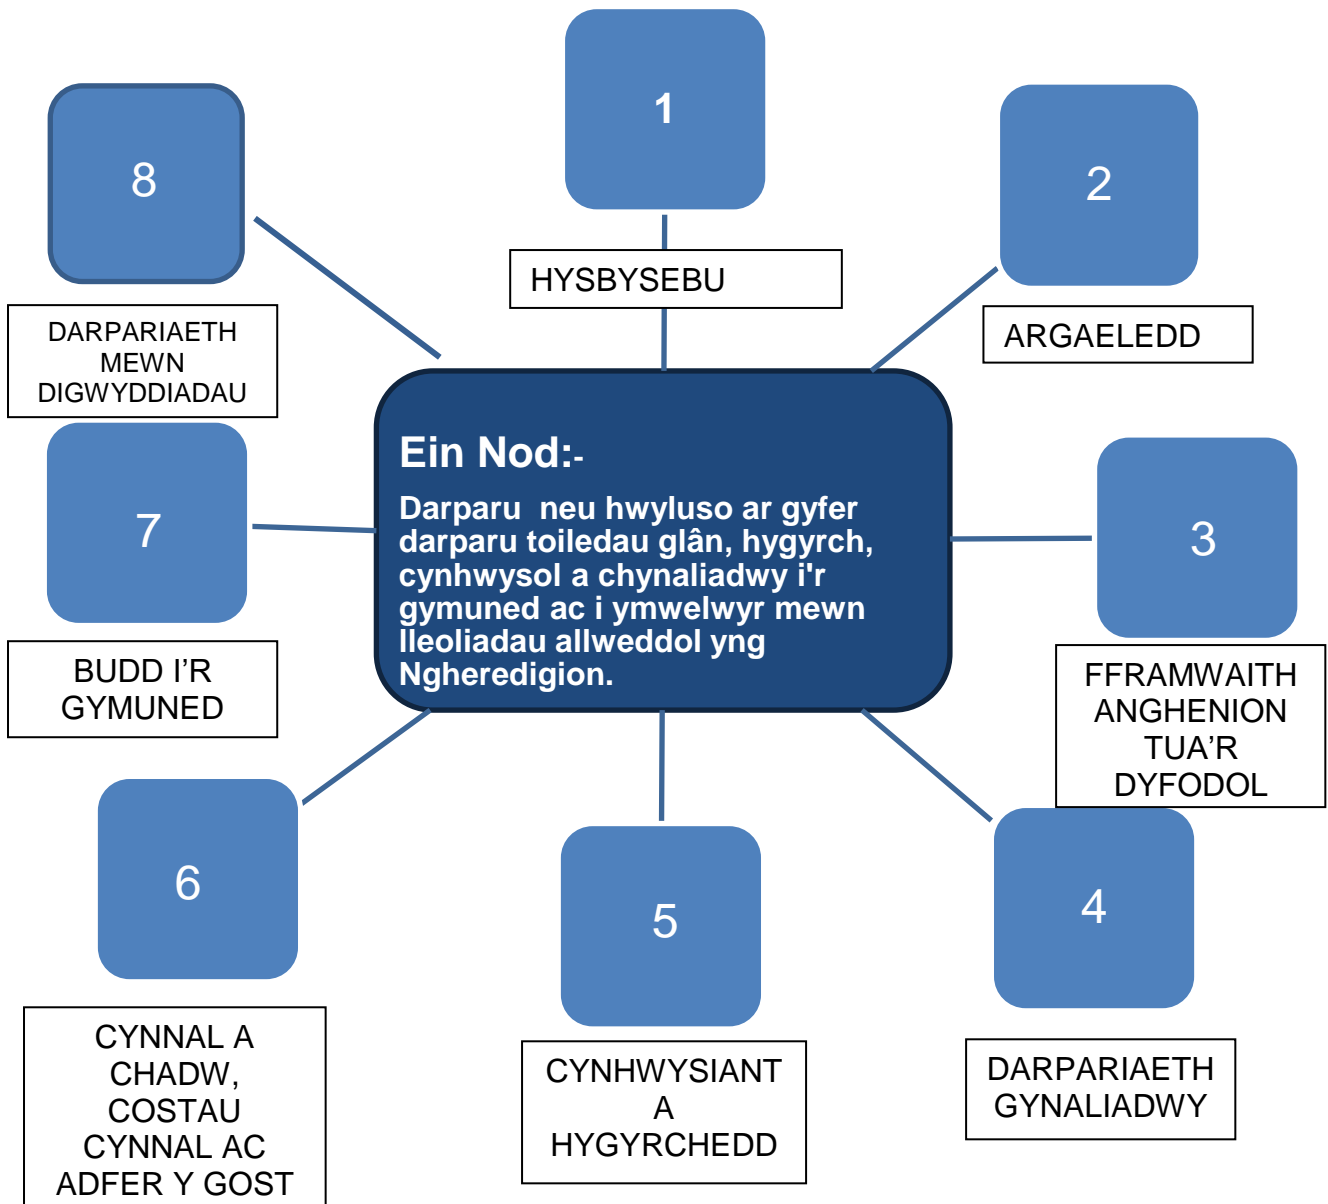 1
HYSBYSEBU
2
ARGAELEDD
3
FFRAMWAITH
ANGHENION
TUA’R
DYFODOL
4
DARPARIAETH
GYNALIADWY
5
CYNHWYSIANT
A
HYGYRCHEDD
6
CYNNAL A
CHADW,
COSTAU
CYNNAL AC
ADFER Y GOST
7
BUDD I’R
GYMUNED
8
DARPARIAETH
MEWN
DIGWYDDIADAU
Ein Nod:-
Darparu neu hwyluso ar gyfer
darparu toiledau glân, hygyrch,
cynhwysol a chynaliadwy i'r
gymuned ac i ymwelwyr mewn
lleoliadau allweddol yng
Ngheredigion.